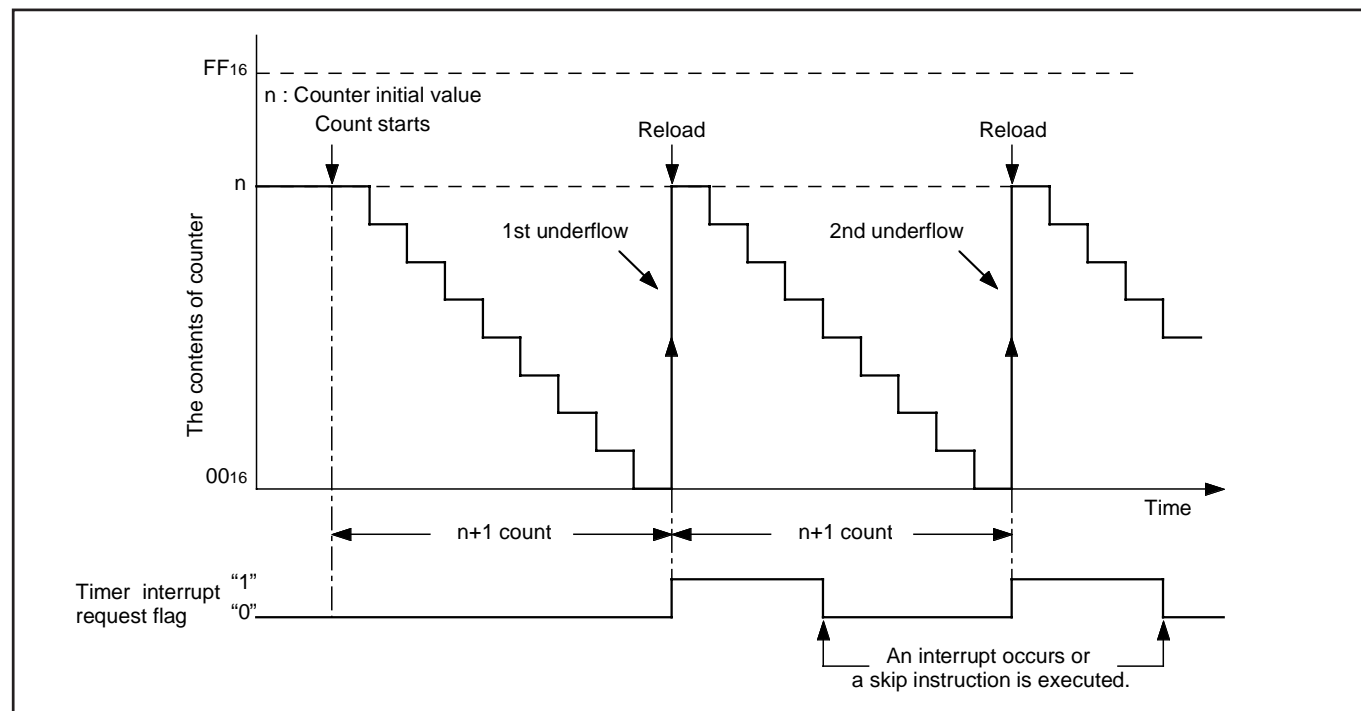 FF16
n : Counter initial value
Count starts
Reload
Reload
n
1st underflow
2nd underflow
The contents of counter
0016
Time
n+1 count
n+1 count
Timer interrupt
request flag
“1”
“0”
An interrupt occurs or
a skip instruction is executed.